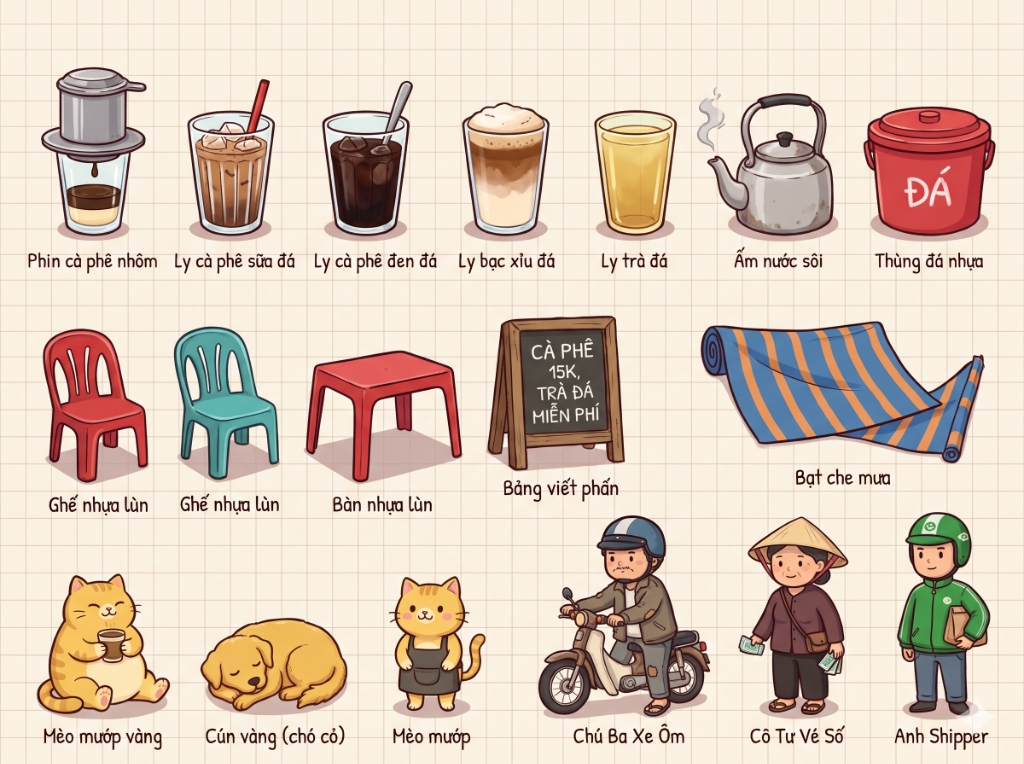 Phin cà phê nhôm
Ly cà phê sữa đá
Ly cà phê đen đá
Ly bạc xỉu đá
Ly trà đá
Ấm nước sôi
ĐÁ
Thùng đá nhựa
Ghế nhựa lùn
Ghế nhựa lùn
Bàn nhựa lùn
CÀ PHÊ
15K,
TRÀ ĐÁ
MIỄN PHÍ
Bảng viết phấn
Bạt che mưa
Mèo mướp vàng
Cún vàng (chó cỏ)
Mèo mướp
Chú Ba Xe Ôm
Cô Tư Vé Số
Anh Shipper